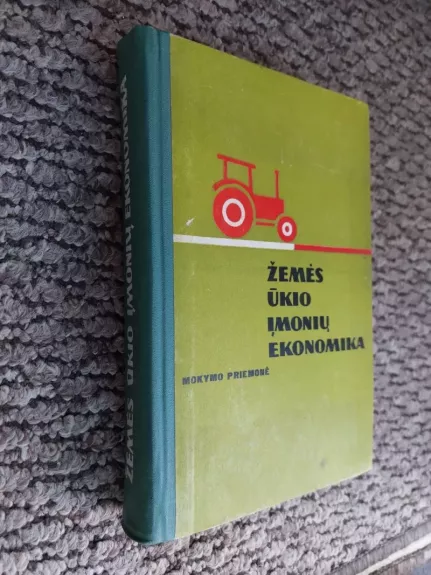 ŽEMĖS
ŪKIO
ĮMONIŲ
EKONOMIKA
MOKYMO PRIEMONĖ
ŽEMĖS ŪKIO ĮMONIŲ EKONOMIKA